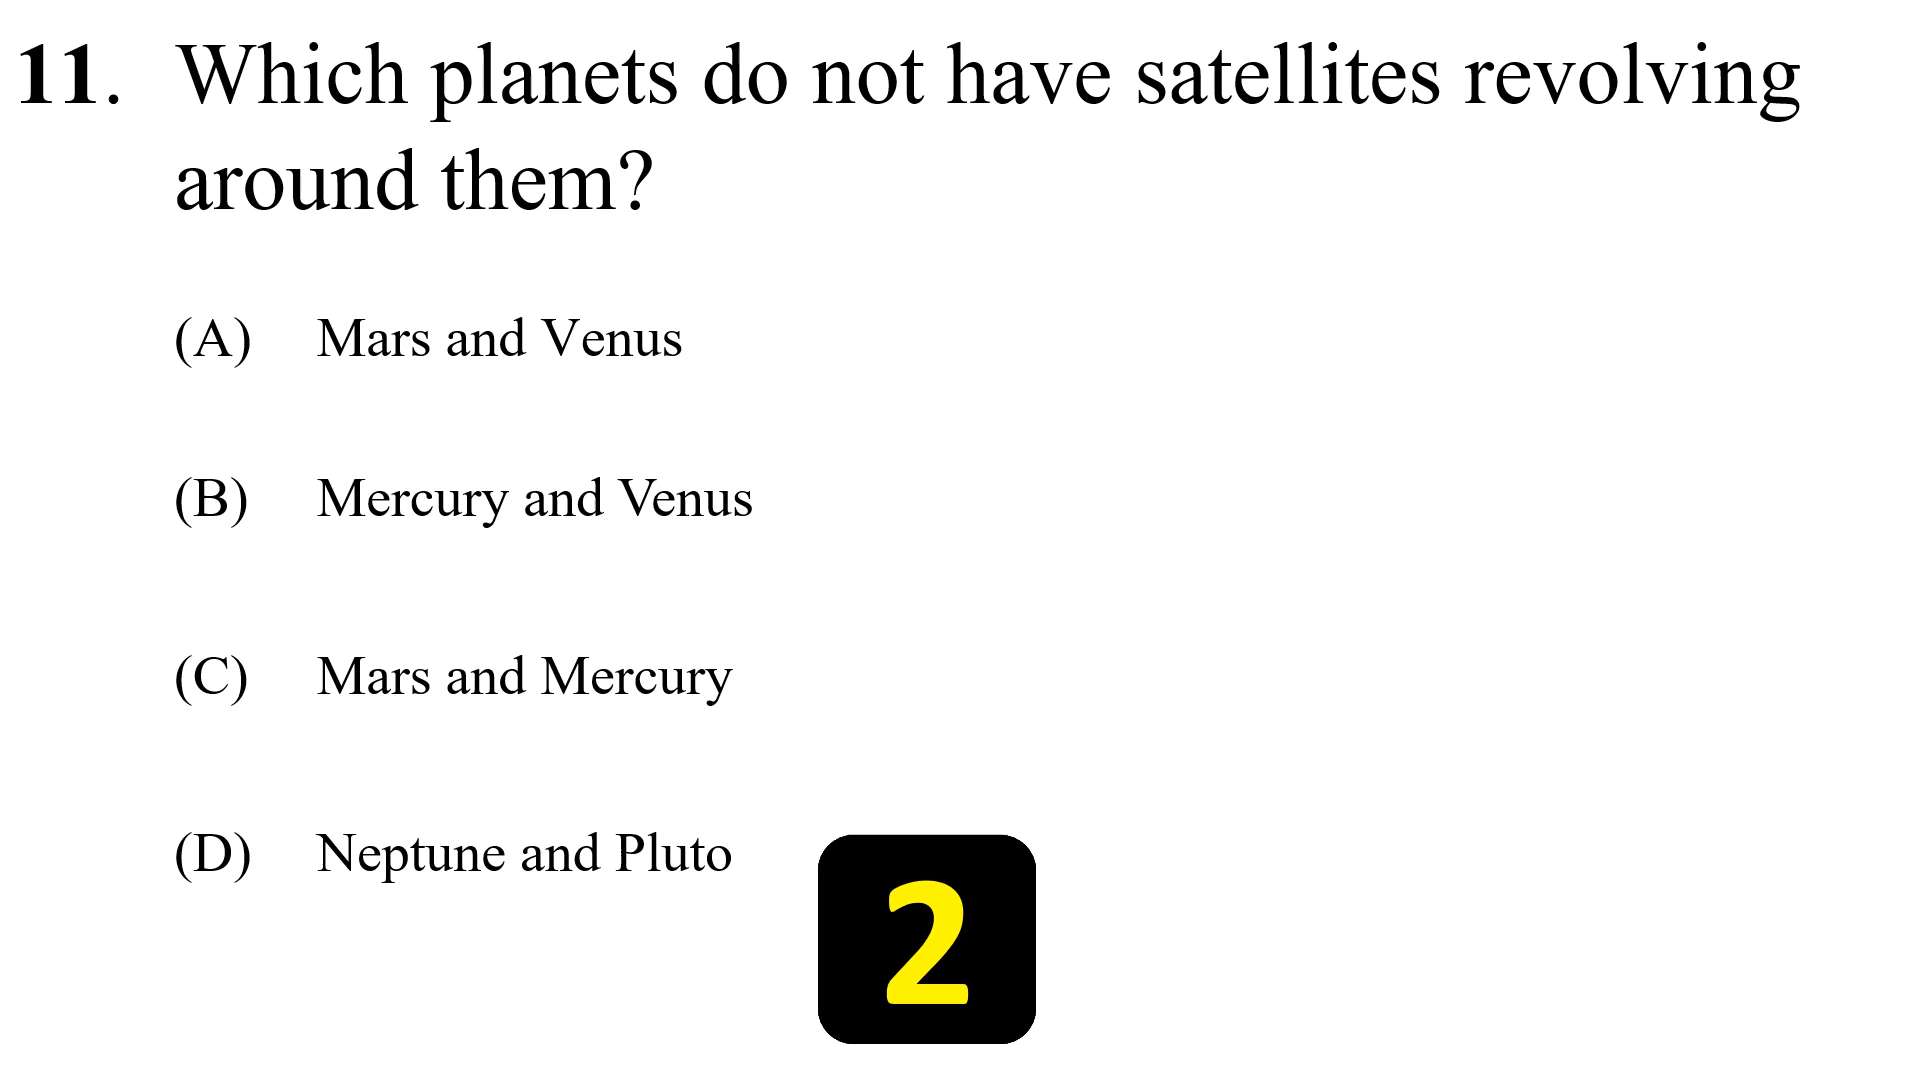 11. Which planets do not have satellites revolving
around them?
(A) Mars and Venus
(B) Mercury and Venus
(C) Mars and Mercury
(D) Neptune and Pluto
2